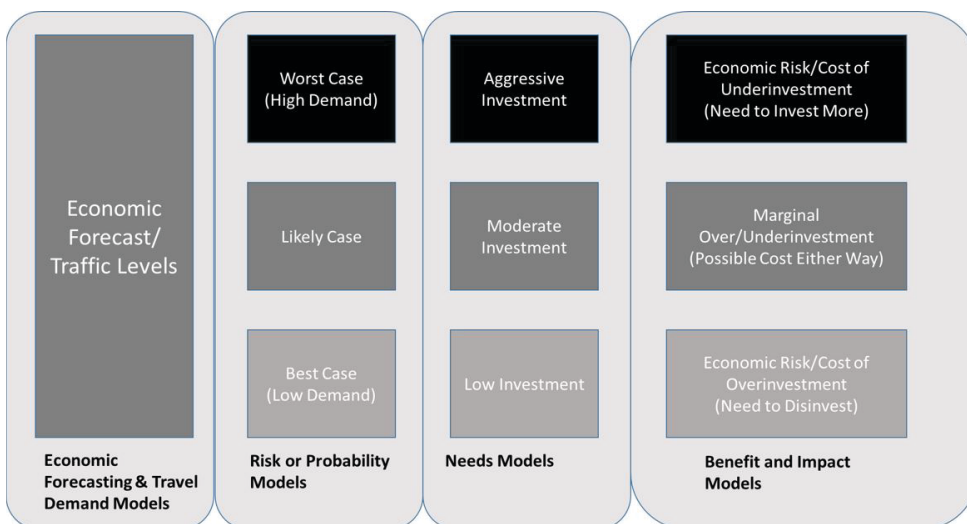 Economic
Forecast/
Traffic Levels
Economic
Forecasting & Travel
Demand Models
Worst Case
(High Demand)
Likely Case
Best Case
(Low Demand)
Risk or Probability
Models
Aggressive
Investment
Moderate
Investment
Low Investment
Needs Models
Economic Risk/Cost of
Underinvestment
(Need to Invest More)
Marginal
Over/Underinvestment
(Possible Cost Either Way)
Economic Risk/Cost of
Overinvestment
(Need to Disinvest)
Benefit and Impact
Models